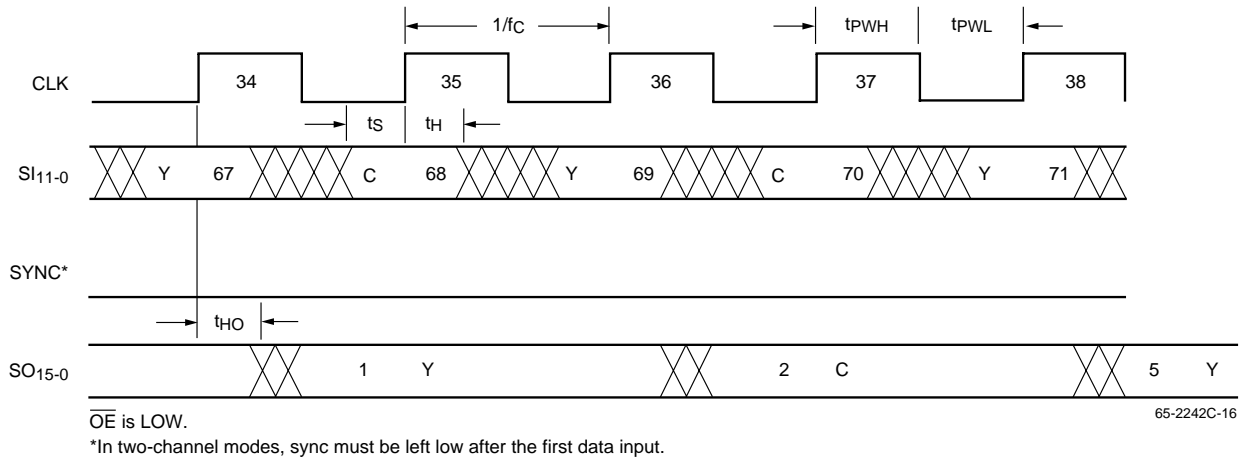 1/fC tPWH tPWL
CLK 34 35 36 37 38
tS tH
SI11-0 Y 67 C 68 Y 69 C 70 Y 71
SYNC*
tHO
SO15-0 1 Y 2 C 5 Y
OE is LOW.
65-2242C-16
*In two-channel modes, sync must be left low after the first data input.